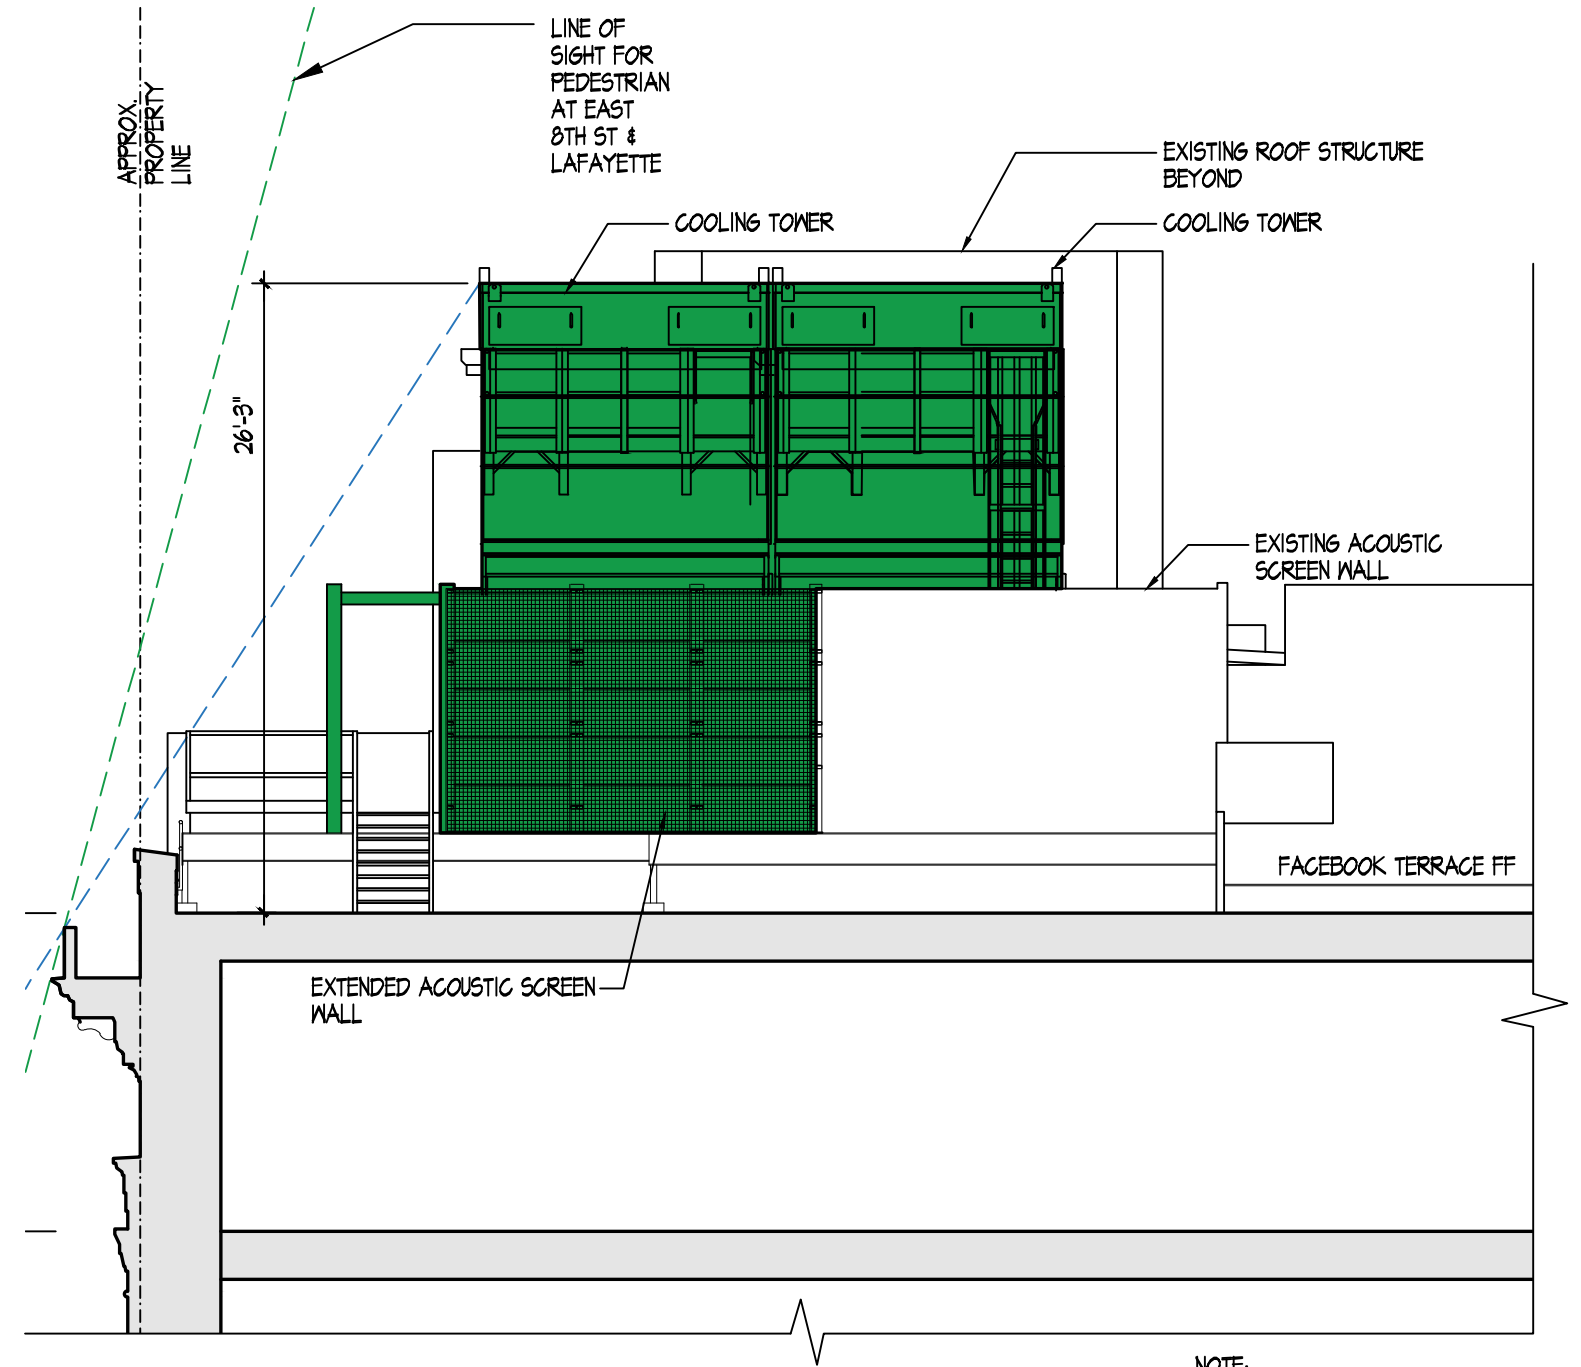 LINE OF
SIGHT FOR
PEDESTRIAN
AT EAST
8TH ST &
LAFAYETTE
APPROX.
PROPERTY
LINE
EXISTING ROOF STRUCTURE
BEYOND
COOLING TOWER
COOLING TOWER
26'-3"
EXISTING ACOUSTIC
SCREEN WALL
FACEBOOK TERRACE FF
EXTENDED ACOUSTIC SCREEN
WALL
NOTE: